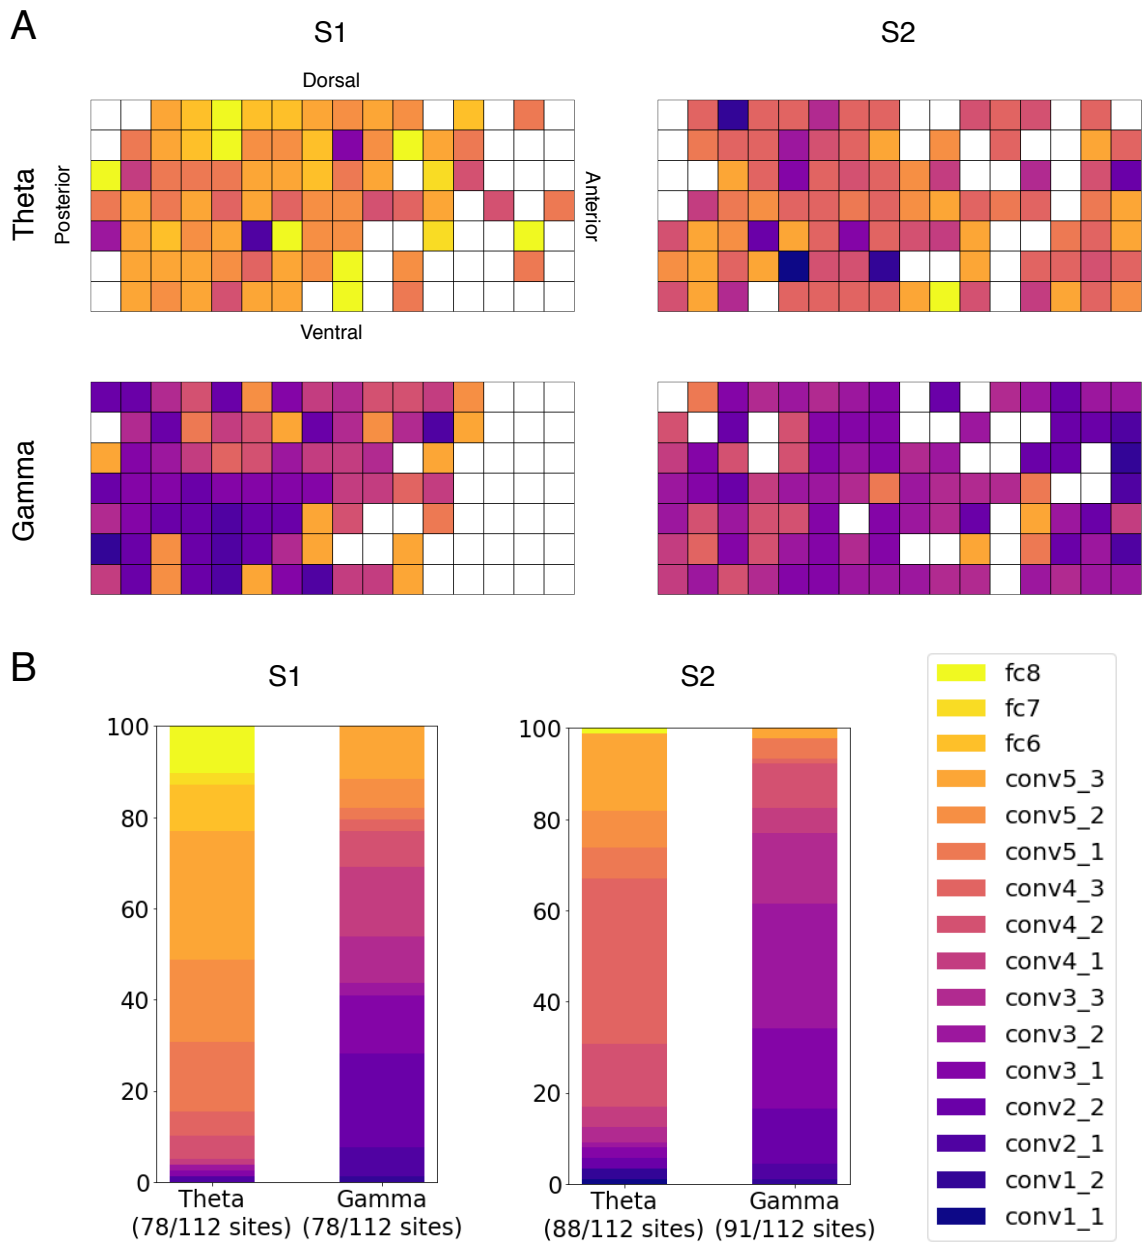 A
S1
S2
Dorsal
Theta
Posterior
Anterior
Ventral
Gamma
B
S1
S2
100
80
60
40
20
0
Theta
(78/112 sites)
Gamma
(78/112 sites)
100
80
60
40
20
0
Theta
(88/112 sites)
Gamma
(91/112 sites)
fc8
fc7
fc6
conv5_3
conv5_2
conv5_1
conv4_3
conv4_2
conv4_1
conv3_3
conv3_2
conv3_1
conv2_2
conv2_1
conv1_2
conv1_1